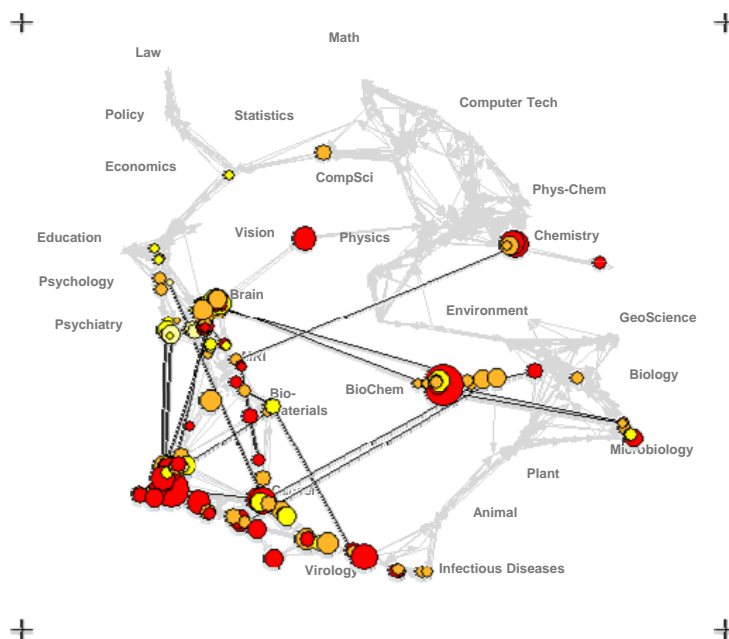 Math
Law
Computer Tech
Policy
Statistics
Economics
CompSci
Phys-Chem
Education
Vision
Physics
Chemistry
Psychology
Brain
Environment
GeoScience
Psychiatry
MRI
Biology
BioChem
Bio-
Materials
Microbiology
Plant
Cancer
Animal
Virology
Infectious Diseases